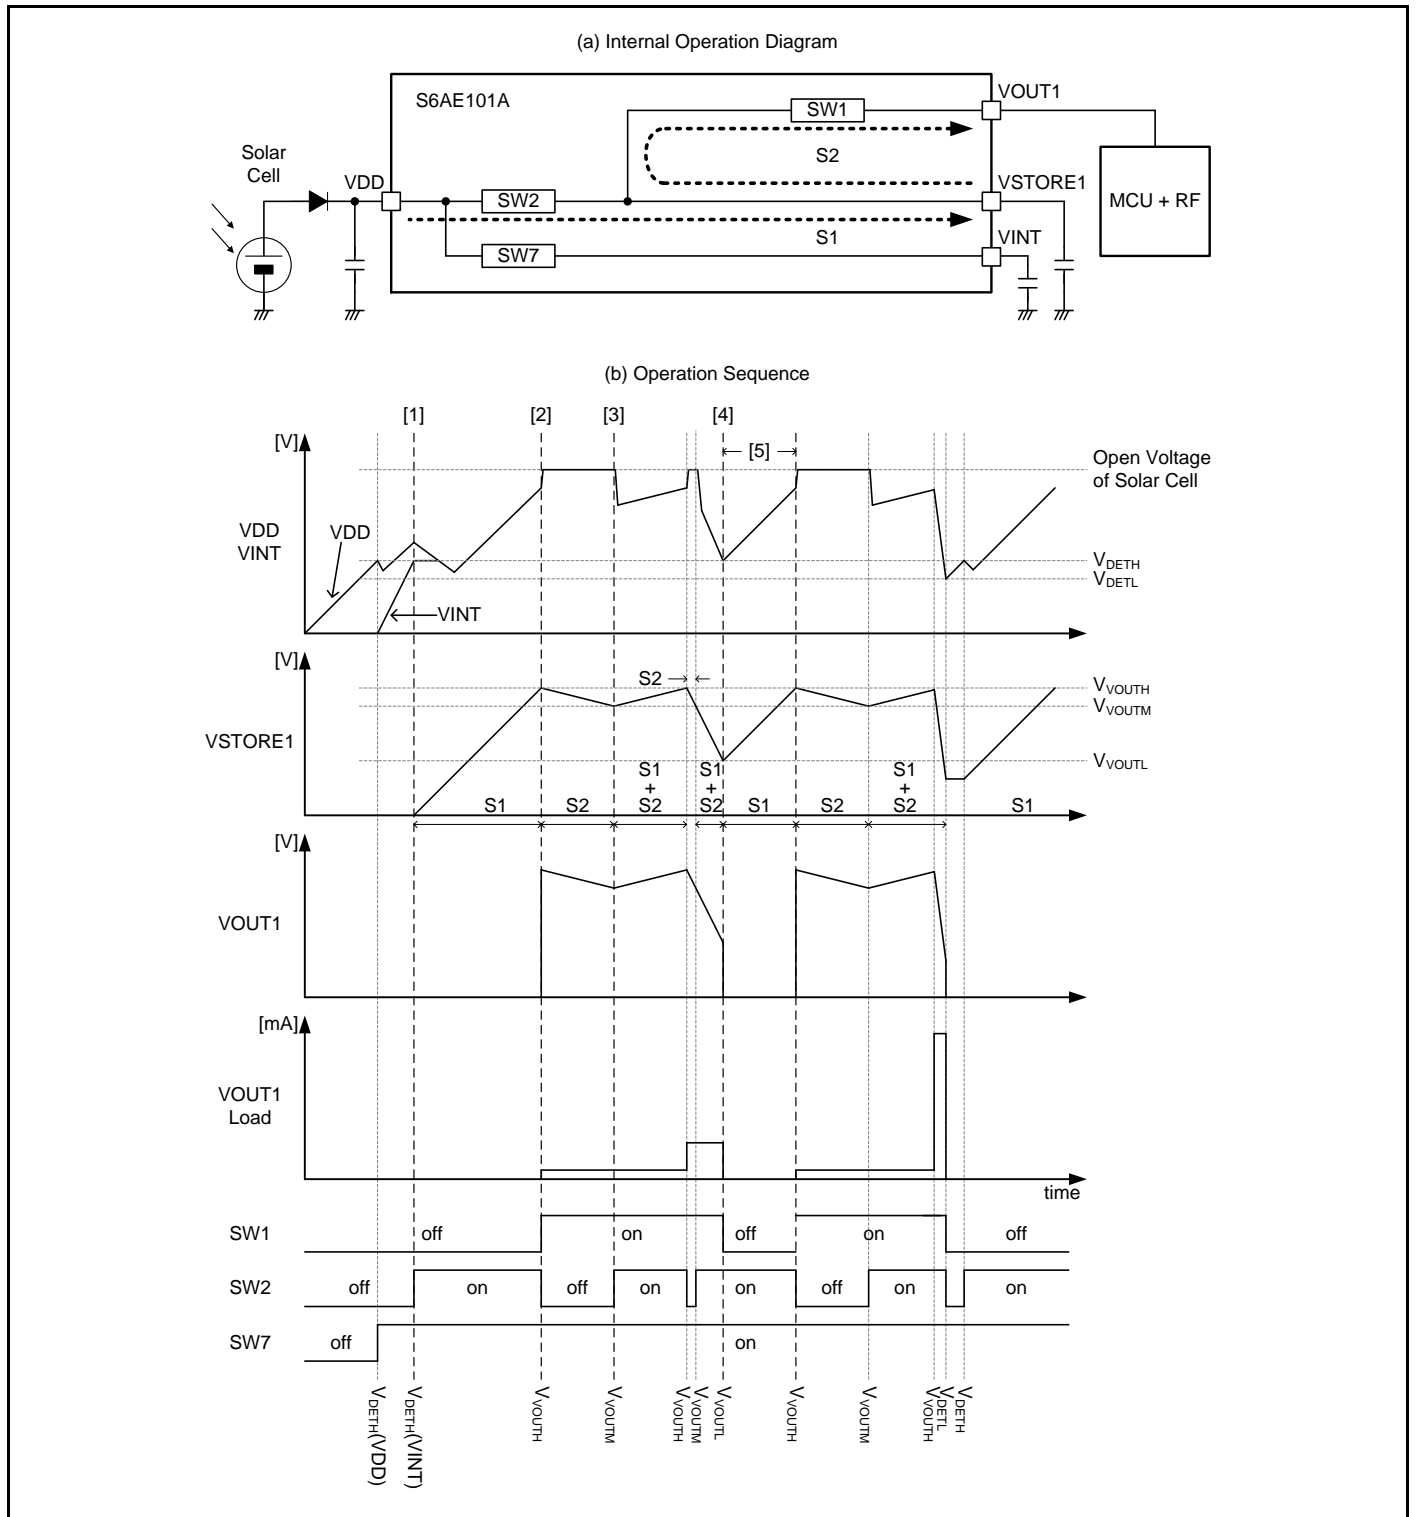 (a) Internal Operation Diagram
S6AE101A
VOUT1
SW1
Solar
Cell
S2
VDD
VSTORE1
SW2
MCU + RF
S1
VINT
SW7
(b) Operation Sequence
[1]
[2]
[3]
[4]
[V]
[5]
Open Voltage
of Solar Cell
VDD
VINT
VDD
VDETH
VDETL
VINT
[V]
S2
VVOUTH
VVOUTM
VSTORE1
VVOUTL
S1
+
S2
S1
+
S2
S1
+
S2
S1
S2
S1
S2
S1
[V]
VOUT1
[mA]
VOUT1
Load
time
SW1
off
on
off
on
off
SW2
off
on
off
on
on
off
on
on
SW7
off
on
VDETH(VDD)
VDETH(VINT)
VVOUTH
VVOUTM
VVOUTH
VVOUTM
VVOUTL
VVOUTH
VVOUTM
VVOUTH
VDETL
VDETH